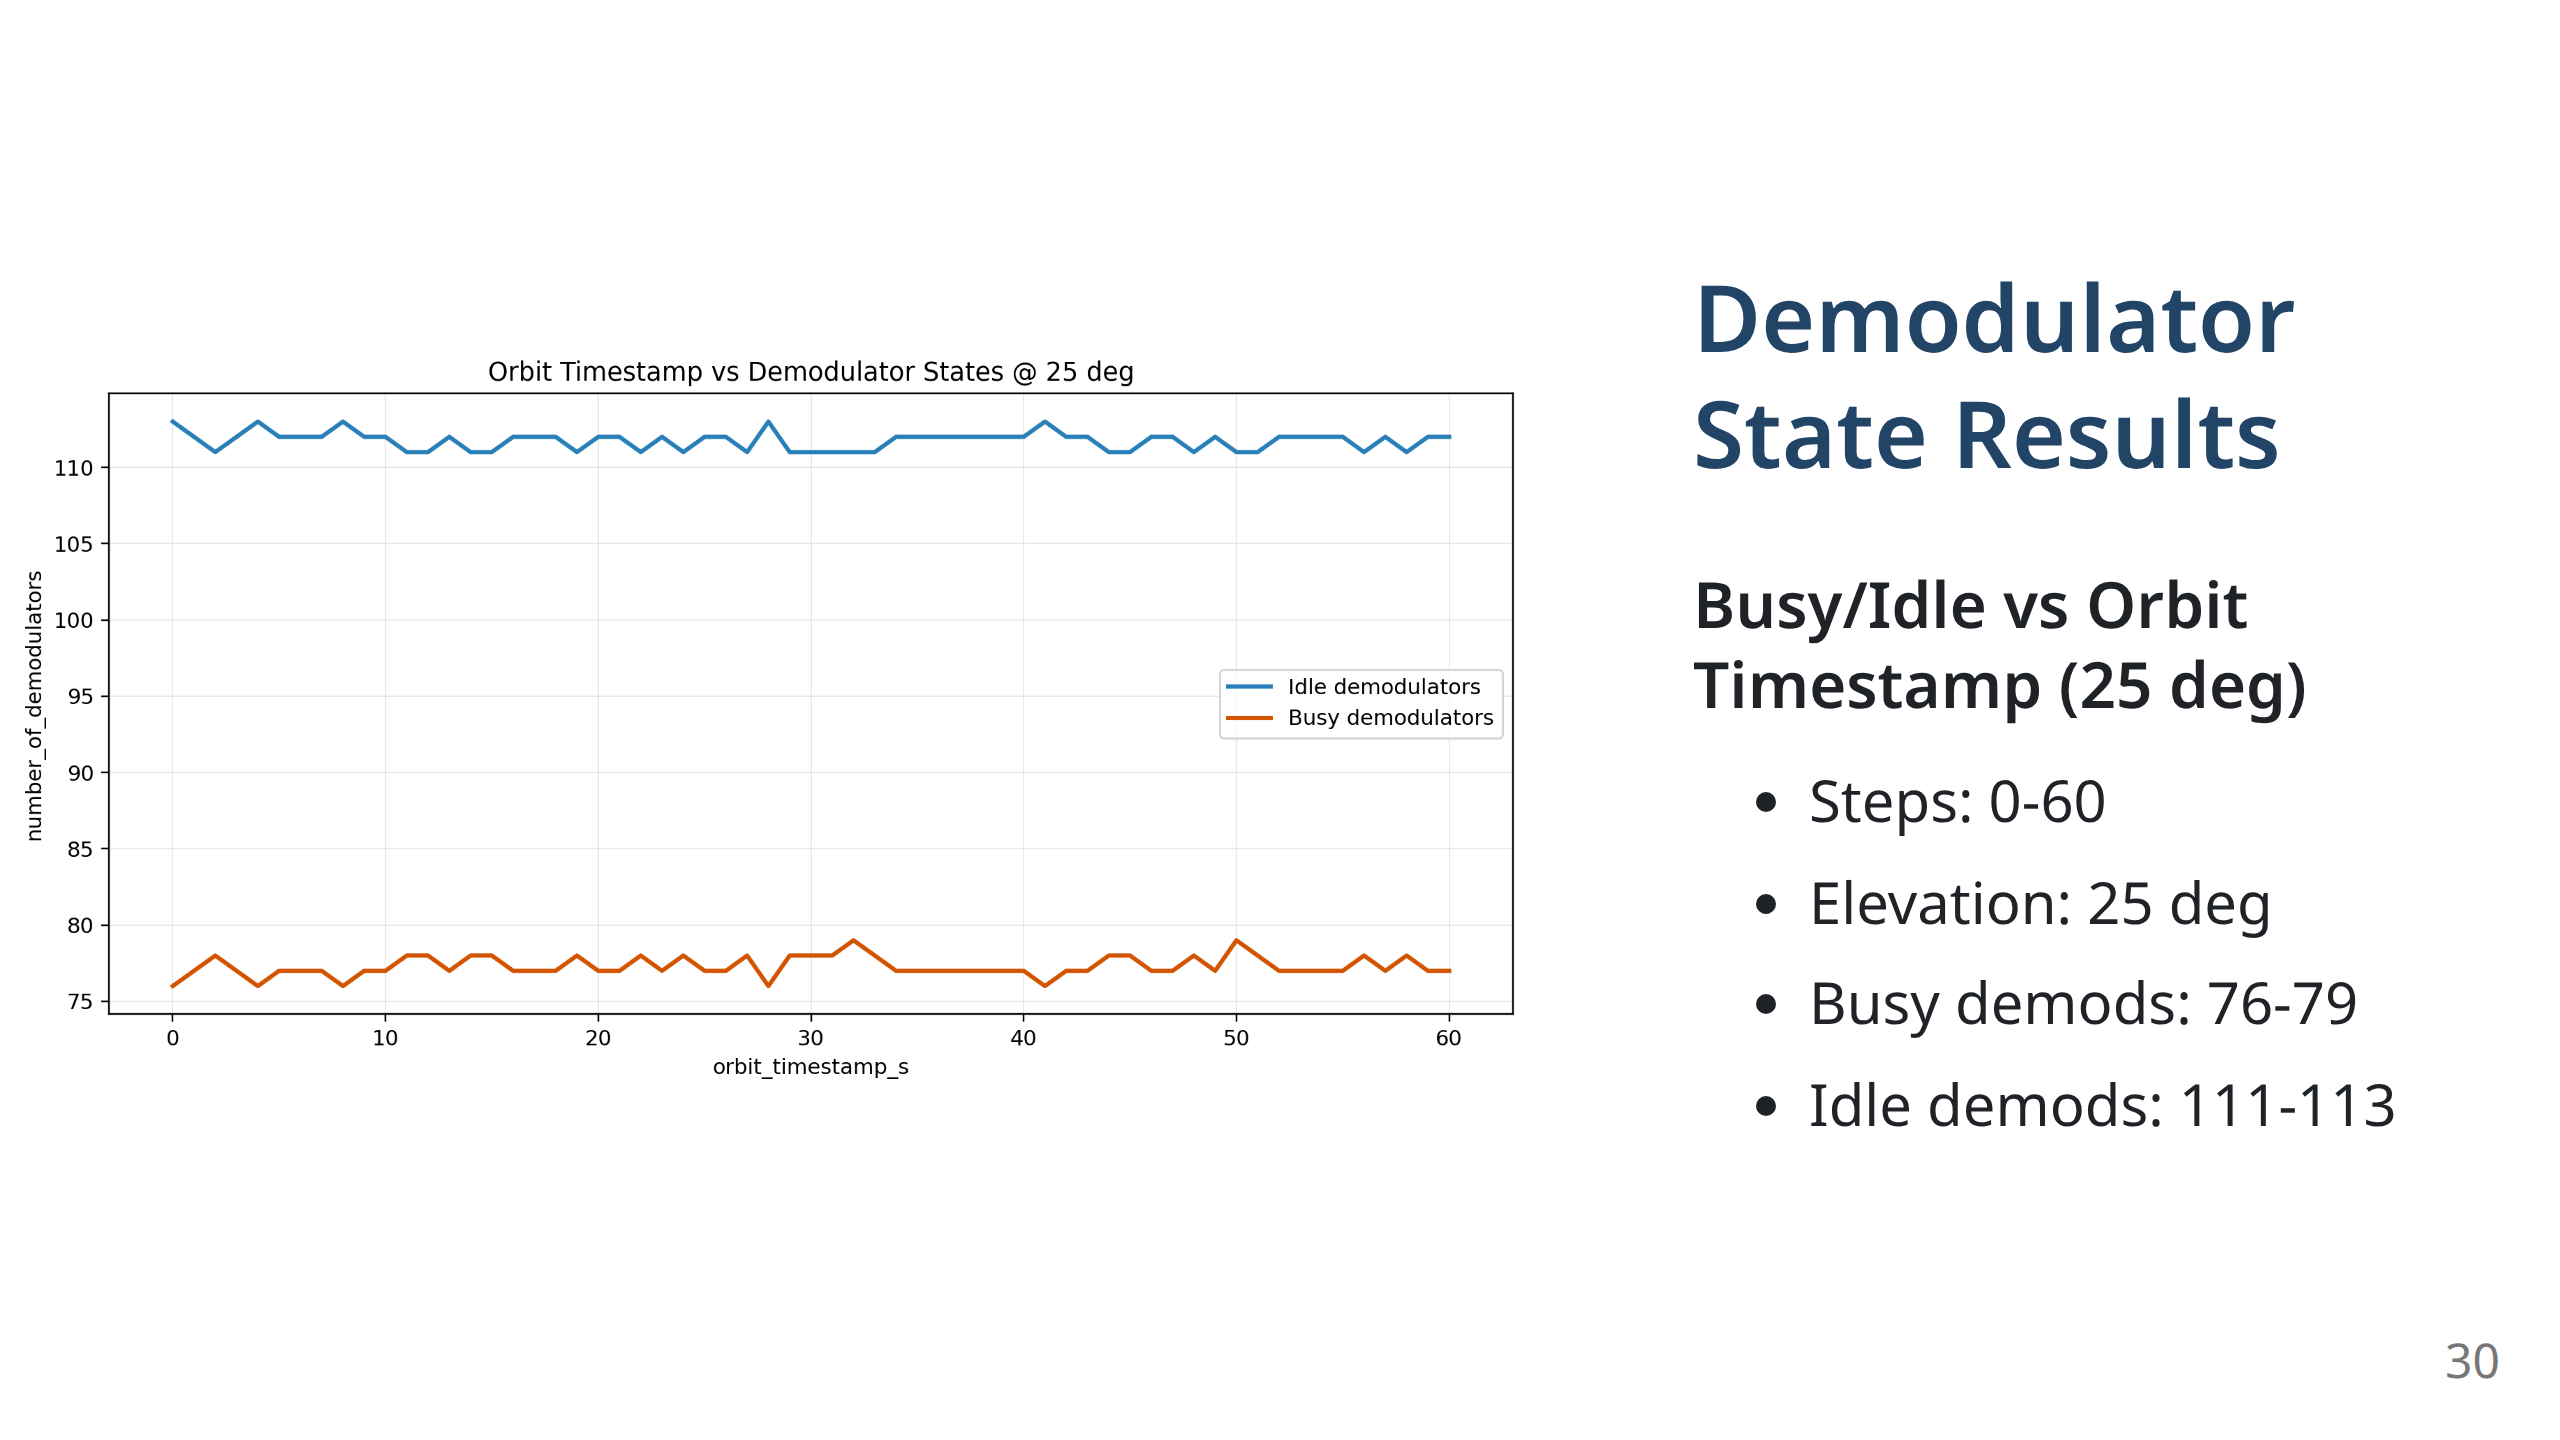 Orbit Timestamp vs Demodulator States @ 25 deg
number_of_demodulators
110
105
100
95
90
85
80
75
Idle demodulators
Busy demodulators
0 10 20 30 40 50 60
orbit_timestamp_s
Demodulator
State Results
Busy/Idle vs Orbit
Timestamp (25 deg)
• Steps: 0-60
• Elevation: 25 deg
• Busy demods: 76-79
• Idle demods: 111-113
30